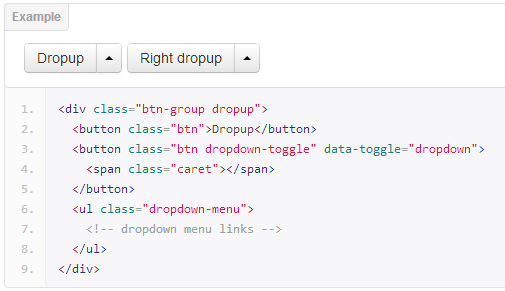 Example
Dropup Right dropup
1. <div class="btn-group dropup">
2. <button class="btn">Dropup</button>
3. <button class="btn dropdown-toggle" data-toggle="dropdown">
4. <span class="caret"></span>
5. </button>
6. <ul class="dropdown-menu">
7. <!-- dropdown menu links -->
8. </ul>
9. </div>